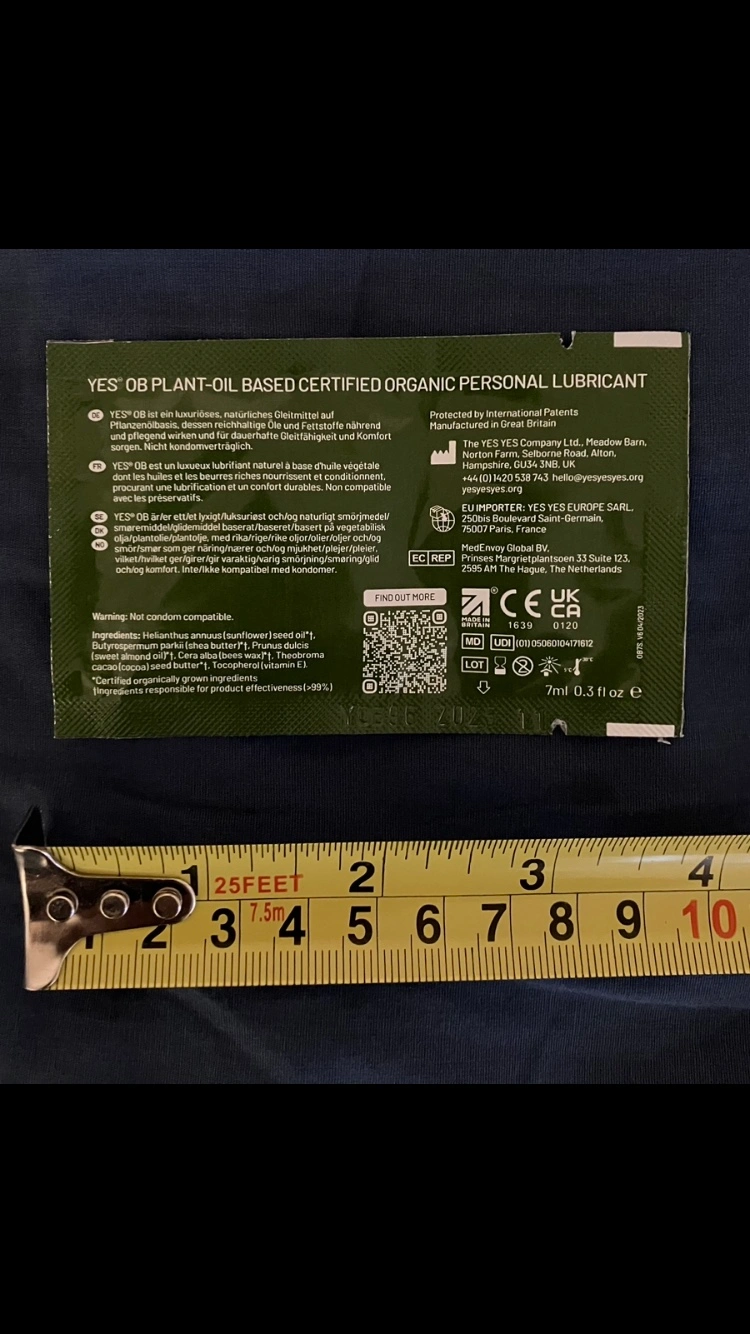 YES® OB PLANT-OIL BASED CERTIFIED ORGANIC PERSONAL LUBRICANT
DE YES® OB ist ein luxuriöses, natürliches Gleitmittel auf
Pflanzenölbasis, dessen reichhaltige Öle und Fettstoffe nährend
und pflegend wirken und für dauerhafte Gleitfähigkeit und Komfort
sorgen. Nicht kondomverträglich.
FR YES® OB est un luxueux lubrifiant naturel à base d'huile végétale
dont les huiles et les beurres riches nourrissent et conditionnent,
procurant une lubrification et un confort durables. Non compatible
avec les préservatifs.
SE YES® OB är/er ett/et lyxigt/luksuriøst och/og naturligt smörjmedel/
DK smøremiddel/glidemiddel baserat/baseret/basert på vegetabilisk
olja/plantolie/plantolje, med rika/rige/rike oljor/olier/oljer och/og
NO smör/smør som ger näring/nærer och/og mjukhet/plejer/pleier,
vilket/hvilket ger/girer/gir varaktig/varig smörjning/smøring/glid
och/og komfort. Inte/Ikke kompatibel med kondomer.
Warning: Not condom compatible.
Ingredients: Helianthus annuus (sunflower) seed oil*†,
Butyrospermum parkii (shea butter)*†, Prunus dulcis
(sweet almond oil)*†, Cera alba (bees wax)*†, Theobroma
cacao (cocoa) seed butter*†, Tocopherol (vitamin E).
*Certified organically grown ingredients
†Ingredients responsible for product effectiveness (>99%)
Protected by International Patents
Manufactured in Great Britain
The YES YES Company Ltd., Meadow Barn,
Norton Farm, Selborne Road, Alton,
Hampshire, GU34 3NB, UK
+44(0)1420 538 743 hello@yesyesyes.org
yesyesyes.org
EU IMPORTER: YES YES EUROPE SARL,
250bis Boulevard Saint-Germain,
75007 Paris, France
EC REP MedEnvoy Global BV,
Prinses Margrietplantsoen 33 Suite 123,
2595 AM The Hague, The Netherlands
FIND OUT MORE
MADE IN
BRITAIN
® CE
1639
UK
CA
0120
MD UDI (01)05060104171612
LOT
7ml 0.3 fl oz e
087S. V6 04/2023
1 25FEET 2 3 4
1 2 3 7.5m 4 5 6 7 8 9 10